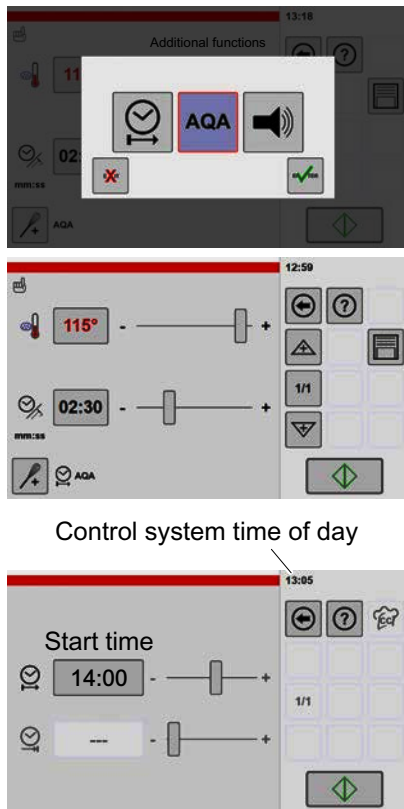 13:18
Additional functions
11
AQA
02:
mm:ss
AQA
12:59
115° - +
1/1
02:30 - +
mm:ss
AQA
Control system time of day
13:05
Start time
14:00 - +
1/1
--- - +